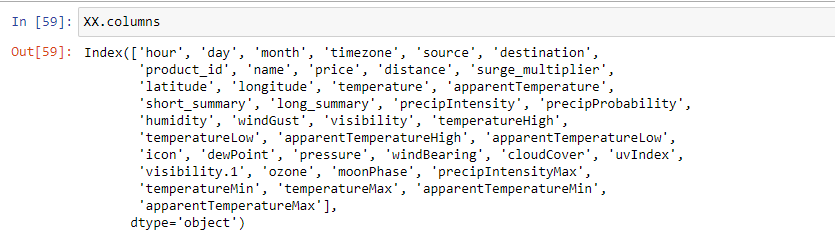 In [59]: XX.columns
Out[59]: Index(['hour', 'day', 'month', 'timezone', 'source', 'destination',
'product_id', 'name', 'price', 'distance', 'surge_multiplier',
'latitude', 'longitude', 'temperature', 'apparentTemperature',
'short_summary', 'long_summary', 'precipIntensity', 'precipProbability',
'humidity', 'windGust', 'visibility', 'temperatureHigh',
'temperatureLow', 'apparentTemperatureHigh', 'apparentTemperatureLow',
'icon', 'dewPoint', 'pressure', 'windBearing', 'cloudCover', 'uvIndex',
'visibility.1', 'ozone', 'moonPhase', 'precipIntensityMax',
'temperatureMin', 'temperatureMax', 'apparentTemperatureMin',
'apparentTemperatureMax'],
dtype='object')